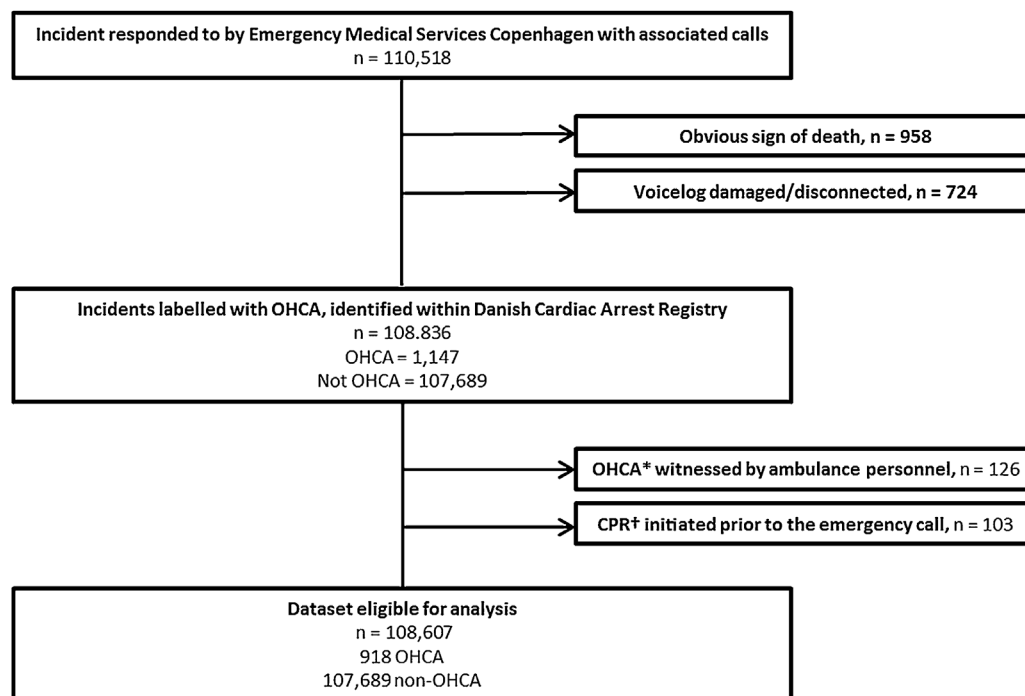 Incident responded to by Emergency Medical Services Copenhagen with associated calls
n = 110,518
Obvious sign of death, n = 958
Voicelog damaged/disconnected, n = 724
Incidents labelled with OHCA, identified within Danish Cardiac Arrest Registry
n = 108.836
OHCA = 1,147
Not OHCA = 107,689
OHCA* witnessed by ambulance personnel, n = 126
CPR† initiated prior to the emergency call, n = 103
Dataset eligible for analysis
n = 108,607
918 OHCA
107,689 non-OHCA